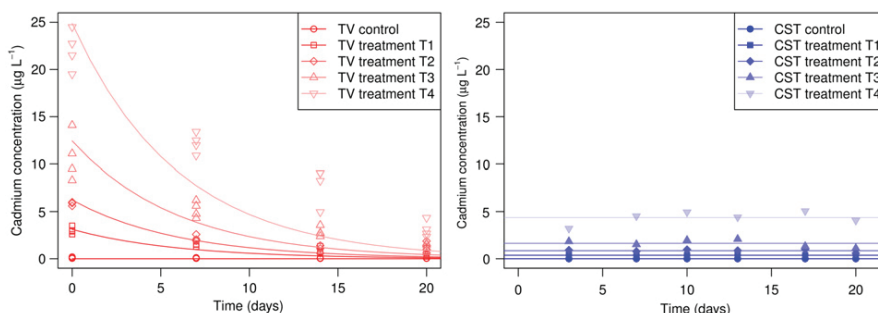 Cadmium concentration (µg L⁻¹)
25
20
15
10
5
0
TV control
TV treatment T1
TV treatment T2
TV treatment T3
TV treatment T4
0
5
10
15
20
Time (days)
Cadmium concentration (µg L⁻¹)
25
20
15
10
5
0
CST control
CST treatment T1
CST treatment T2
CST treatment T3
CST treatment T4
0
5
10
15
20
Time (days)